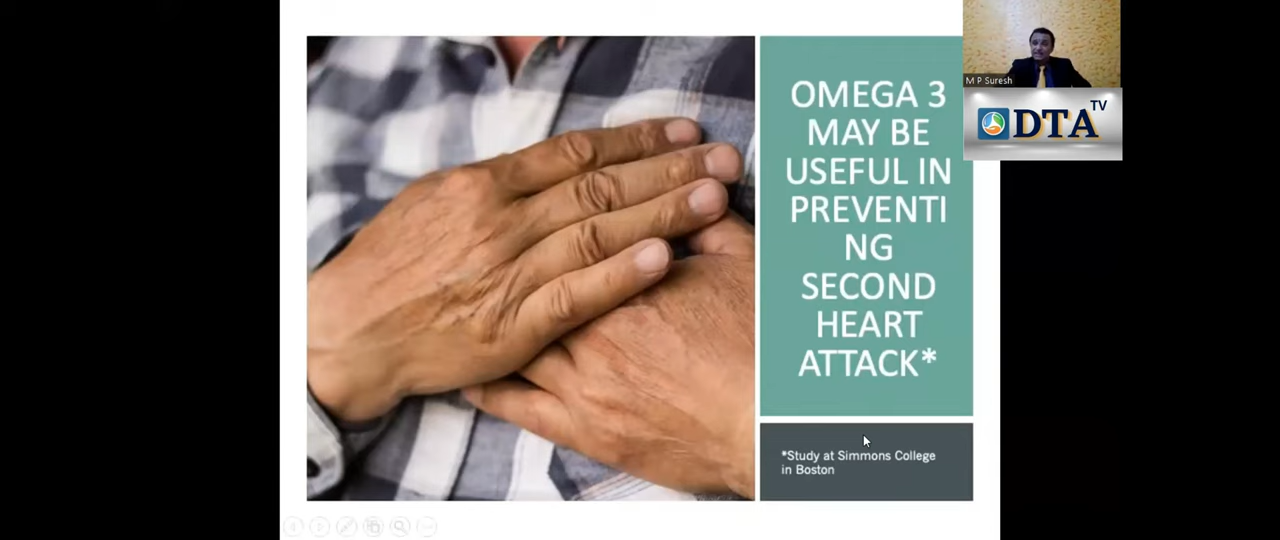 OMEGA 3
MAY BE
USEFUL IN
PREVENTI
NG
SECOND
HEART
ATTACK*
*Study at Simmons College
in Boston
M P Suresh
DTA TV